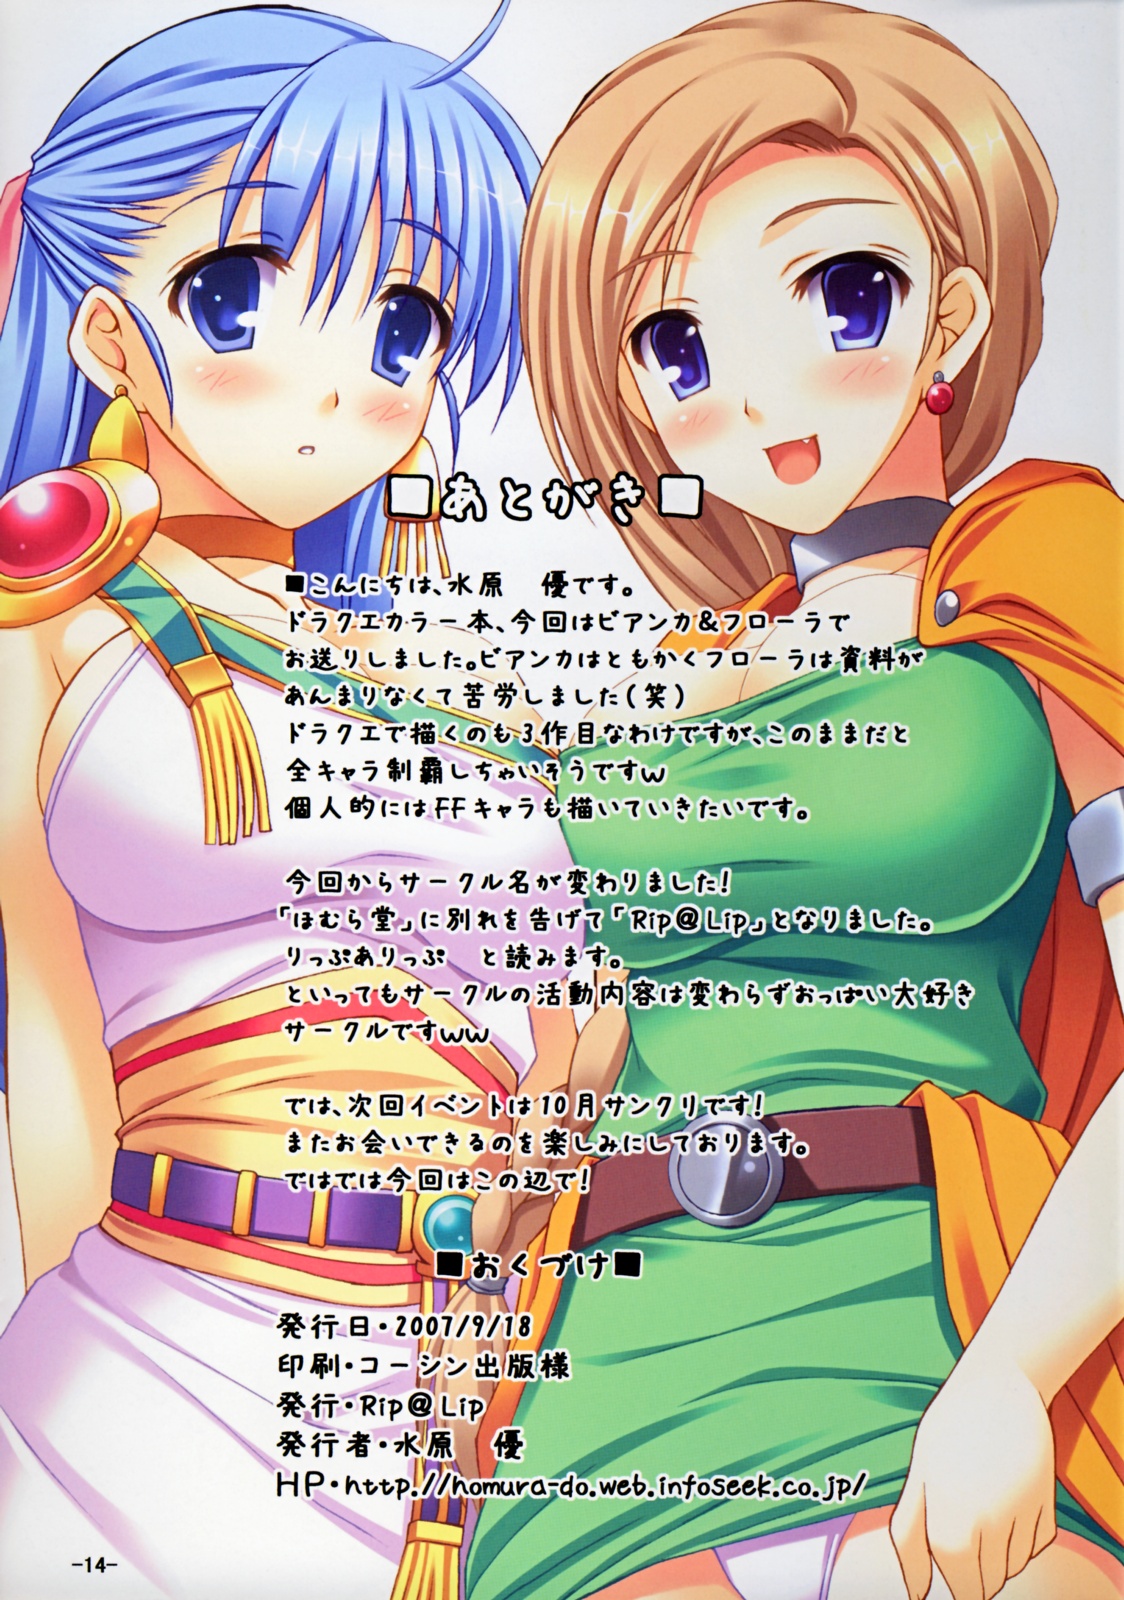 ■あとがき■
■こんにちは、水原　優です。
ドラクエカラー本、今回はビアンカ&フローラで
お送りしました。ビアンカはともかくフローラは資料が
あんまりなくて苦労しました(笑)
ドラクエで描くのも3作目なわけですが、このままだと
全キャラ制覇しちゃいそうですw
個人的にはFFキャラも描いていきたいです。
今回からサークル名が変わりました!
「ほむら堂」に別れを告げて「Rip@Lip」となりました。
りっぷありっぷ　と読みます。
といってもサークルの活動内容は変わらずおっぱい大好き
サークルですww
では、次回イベントは10月サンクリです!
またお会いできるのを楽しみにしております。
ではでは今回はこの辺で!
■おくづけ■
発行日・2007/9/18
印刷・コーシン出版様
発行・Rip@Lip
発行者・水原　優
HP・http://homura-do.web.infoseek.co.jp/
-14-